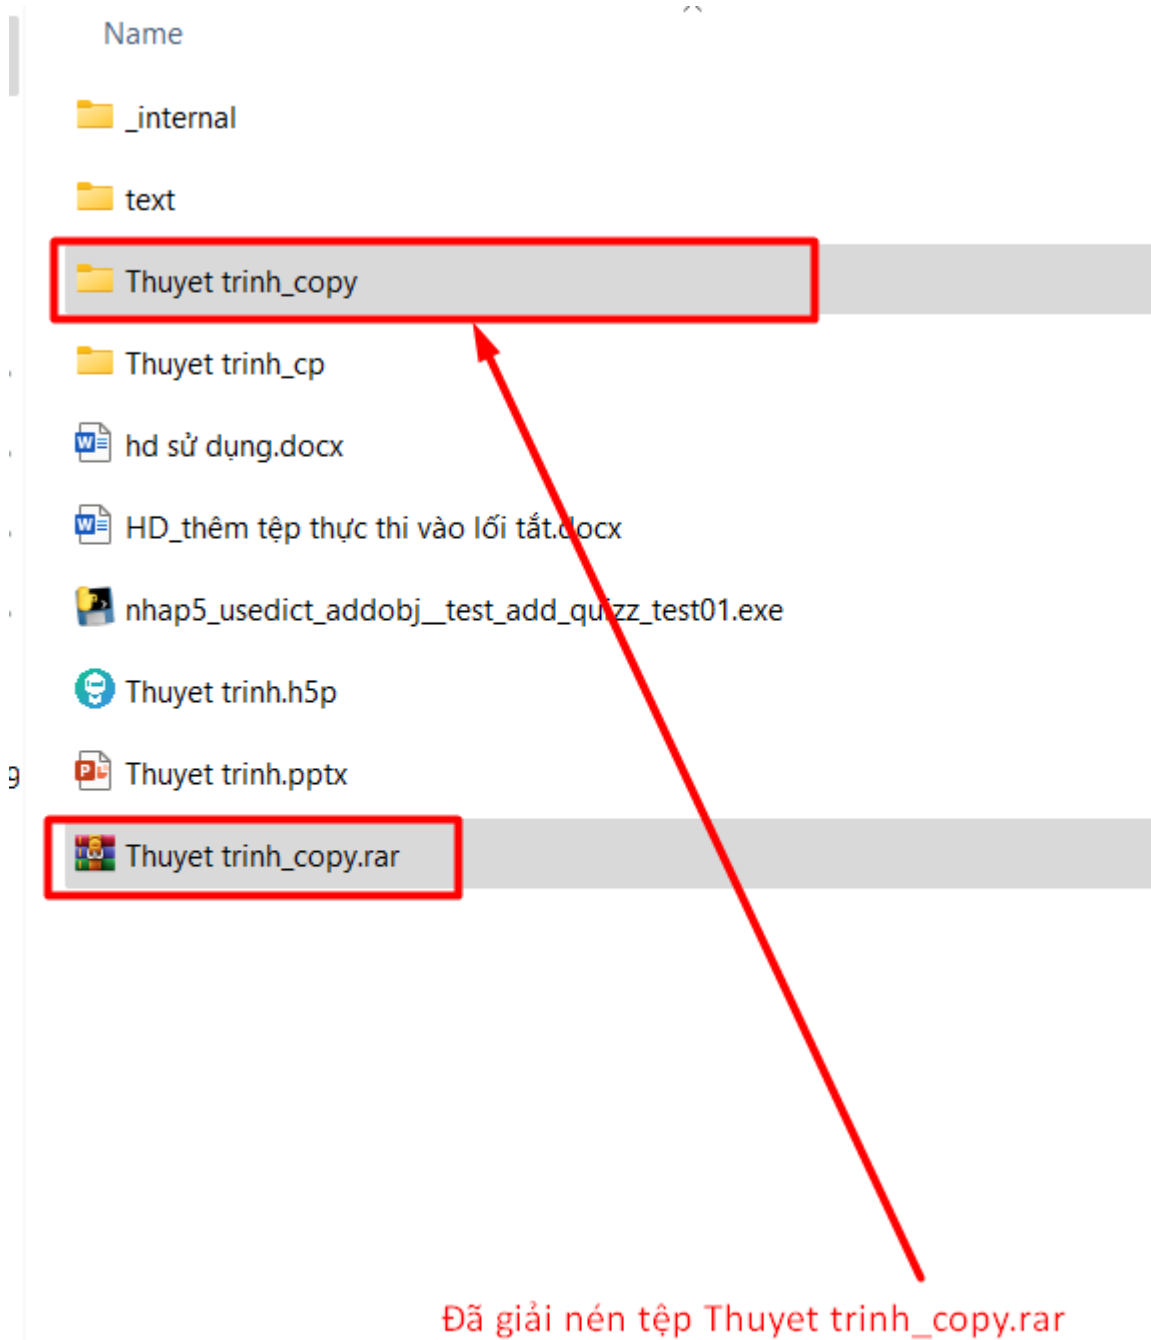 Name
_internal
text
Thuyet trinh_copy
Thuyet trinh_cp
hd sử dụng.docx
HD_thêm tệp thực thi vào lối tắt.docx
nhap5_usedict_addobj__test_add_quizz_test01.exe
Thuyet trinh.h5p
9
Thuyet trinh.pptx
Thuyet trinh_copy.rar
Đã giải nén tệp Thuyet trinh_copy.rar